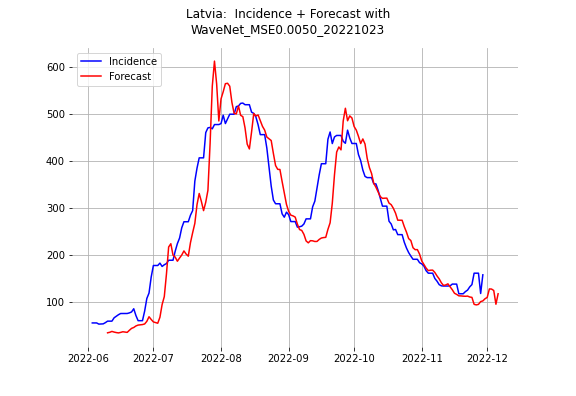 Latvia:  Incidence + Forecast with
WaveNet_MSE0.0050_20221023
Incidence
Forecast
600
500
400
300
200
100
2022-06 2022-07 2022-08 2022-09 2022-10 2022-11 2022-12